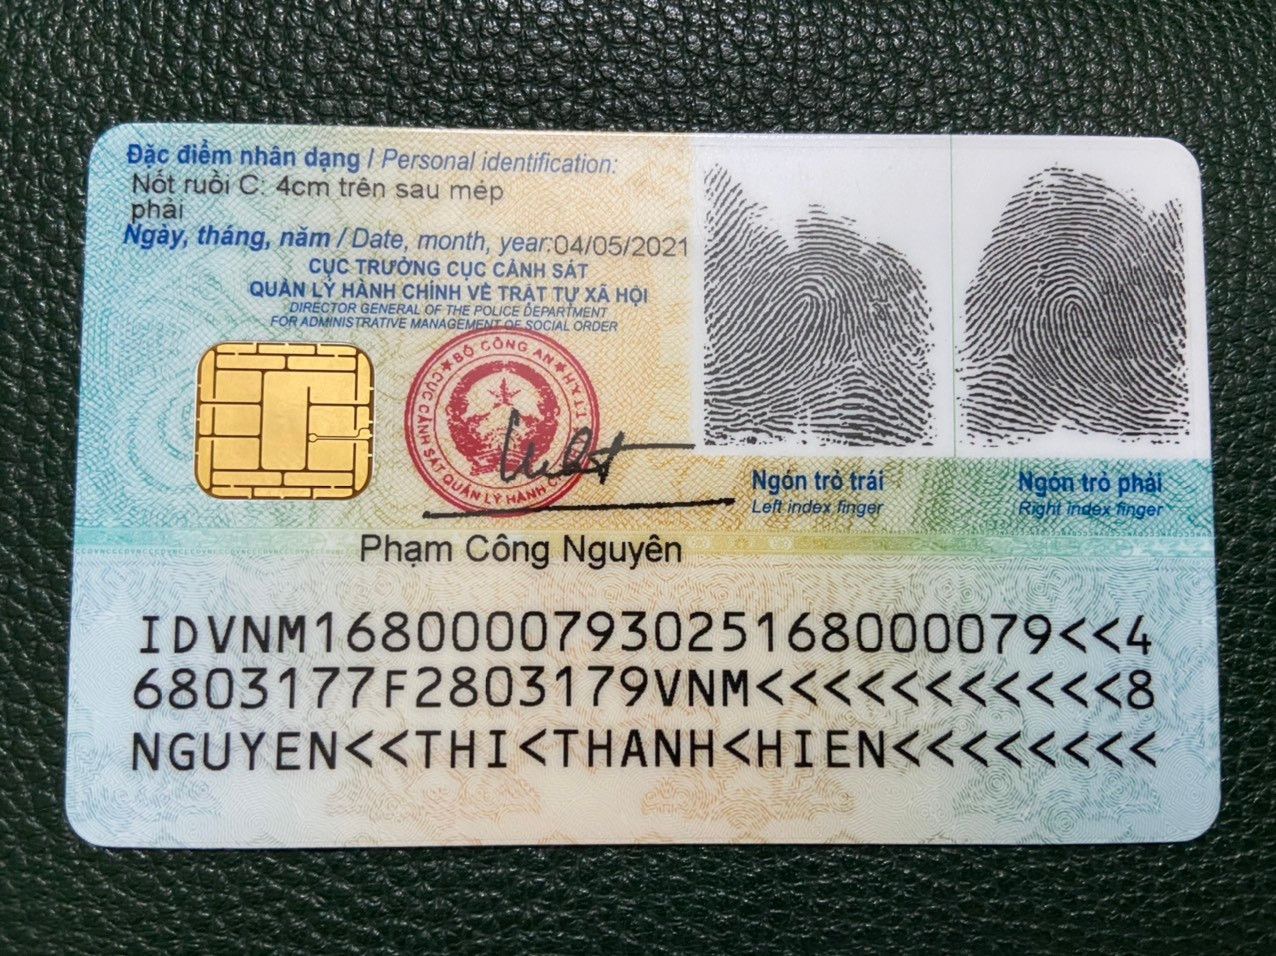 Đặc điểm nhân dạng / Personal identification:
Nốt ruồi C: 4cm trên sau mép
phải
Ngày, tháng, năm / Date, month, year:04/05/2021
CỤC TRƯỞNG CỤC CẢNH SÁT
QUẢN LÝ HÀNH CHÍNH VỀ TRẬT TỰ XÃ HỘI
DIRECTOR GENERAL OF THE POLICE DEPARTMENT
FOR ADMINISTRATIVE MANAGEMENT OF SOCIAL ORDER
BỘ CÔNG AN
CỤC CẢNH SÁT QUẢN LÝ HÀNH
Ngón trỏ trái
Left index finger
Ngón trỏ phải
Right index finger
Phạm Công Nguyên
IDVNM1680000793025168000079<<4
6803177F2803179VNM<<<<<<<<<<<8
NGUYEN<<THI<THANH<HIEN<<<<<<<<